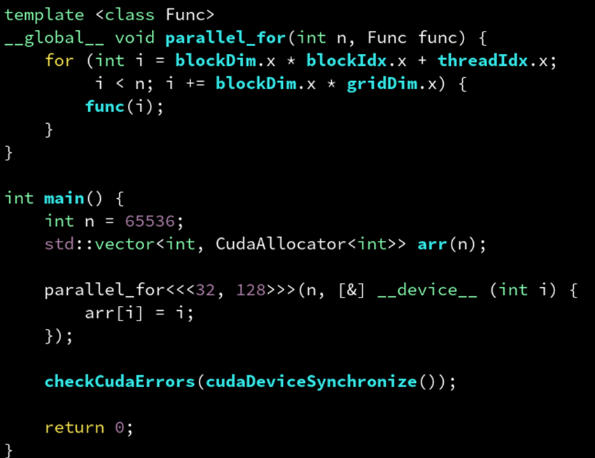 template <class Func>
__global__ void parallel_for(int n, Func func) {
    for (int i = blockDim.x * blockIdx.x + threadIdx.x;
         i < n; i += blockDim.x * gridDim.x) {
        func(i);
    }
}

int main() {
    int n = 65536;
    std::vector<int, CudaAllocator<int>> arr(n);

    parallel_for<<<32, 128>>>(n, [&] __device__ (int i) {
        arr[i] = i;
    });

    checkCudaErrors(cudaDeviceSynchronize());

    return 0;
}